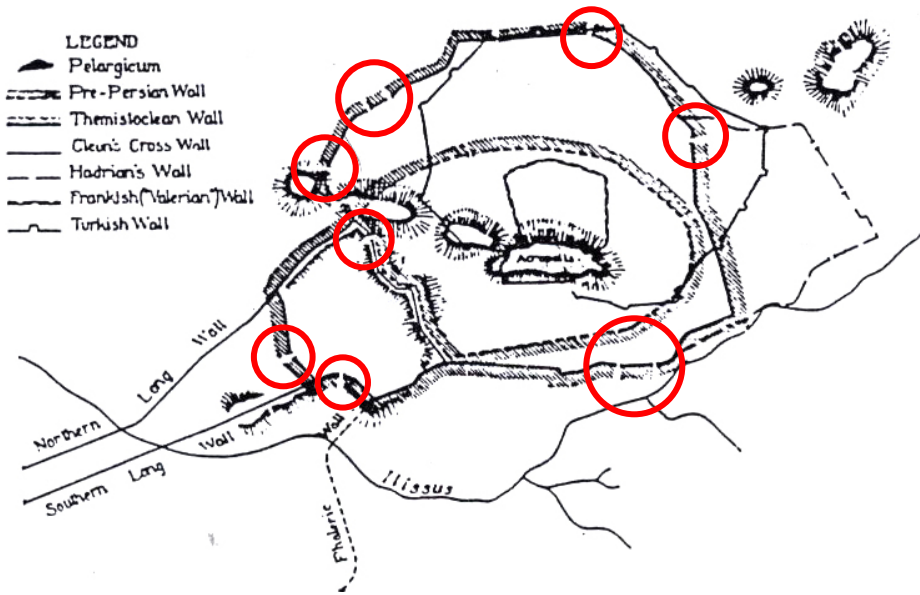 LEGEND
Pelargicum
Pre-Persian Wall
Themistoclean Wall
Cleon's Cross Wall
Hadrian's Wall
Frankish ("Valerian") Wall
Turkish Wall
Acropolis
Northern Long Wall
Southern Long Wall
Phaleric Wall
Ilissus